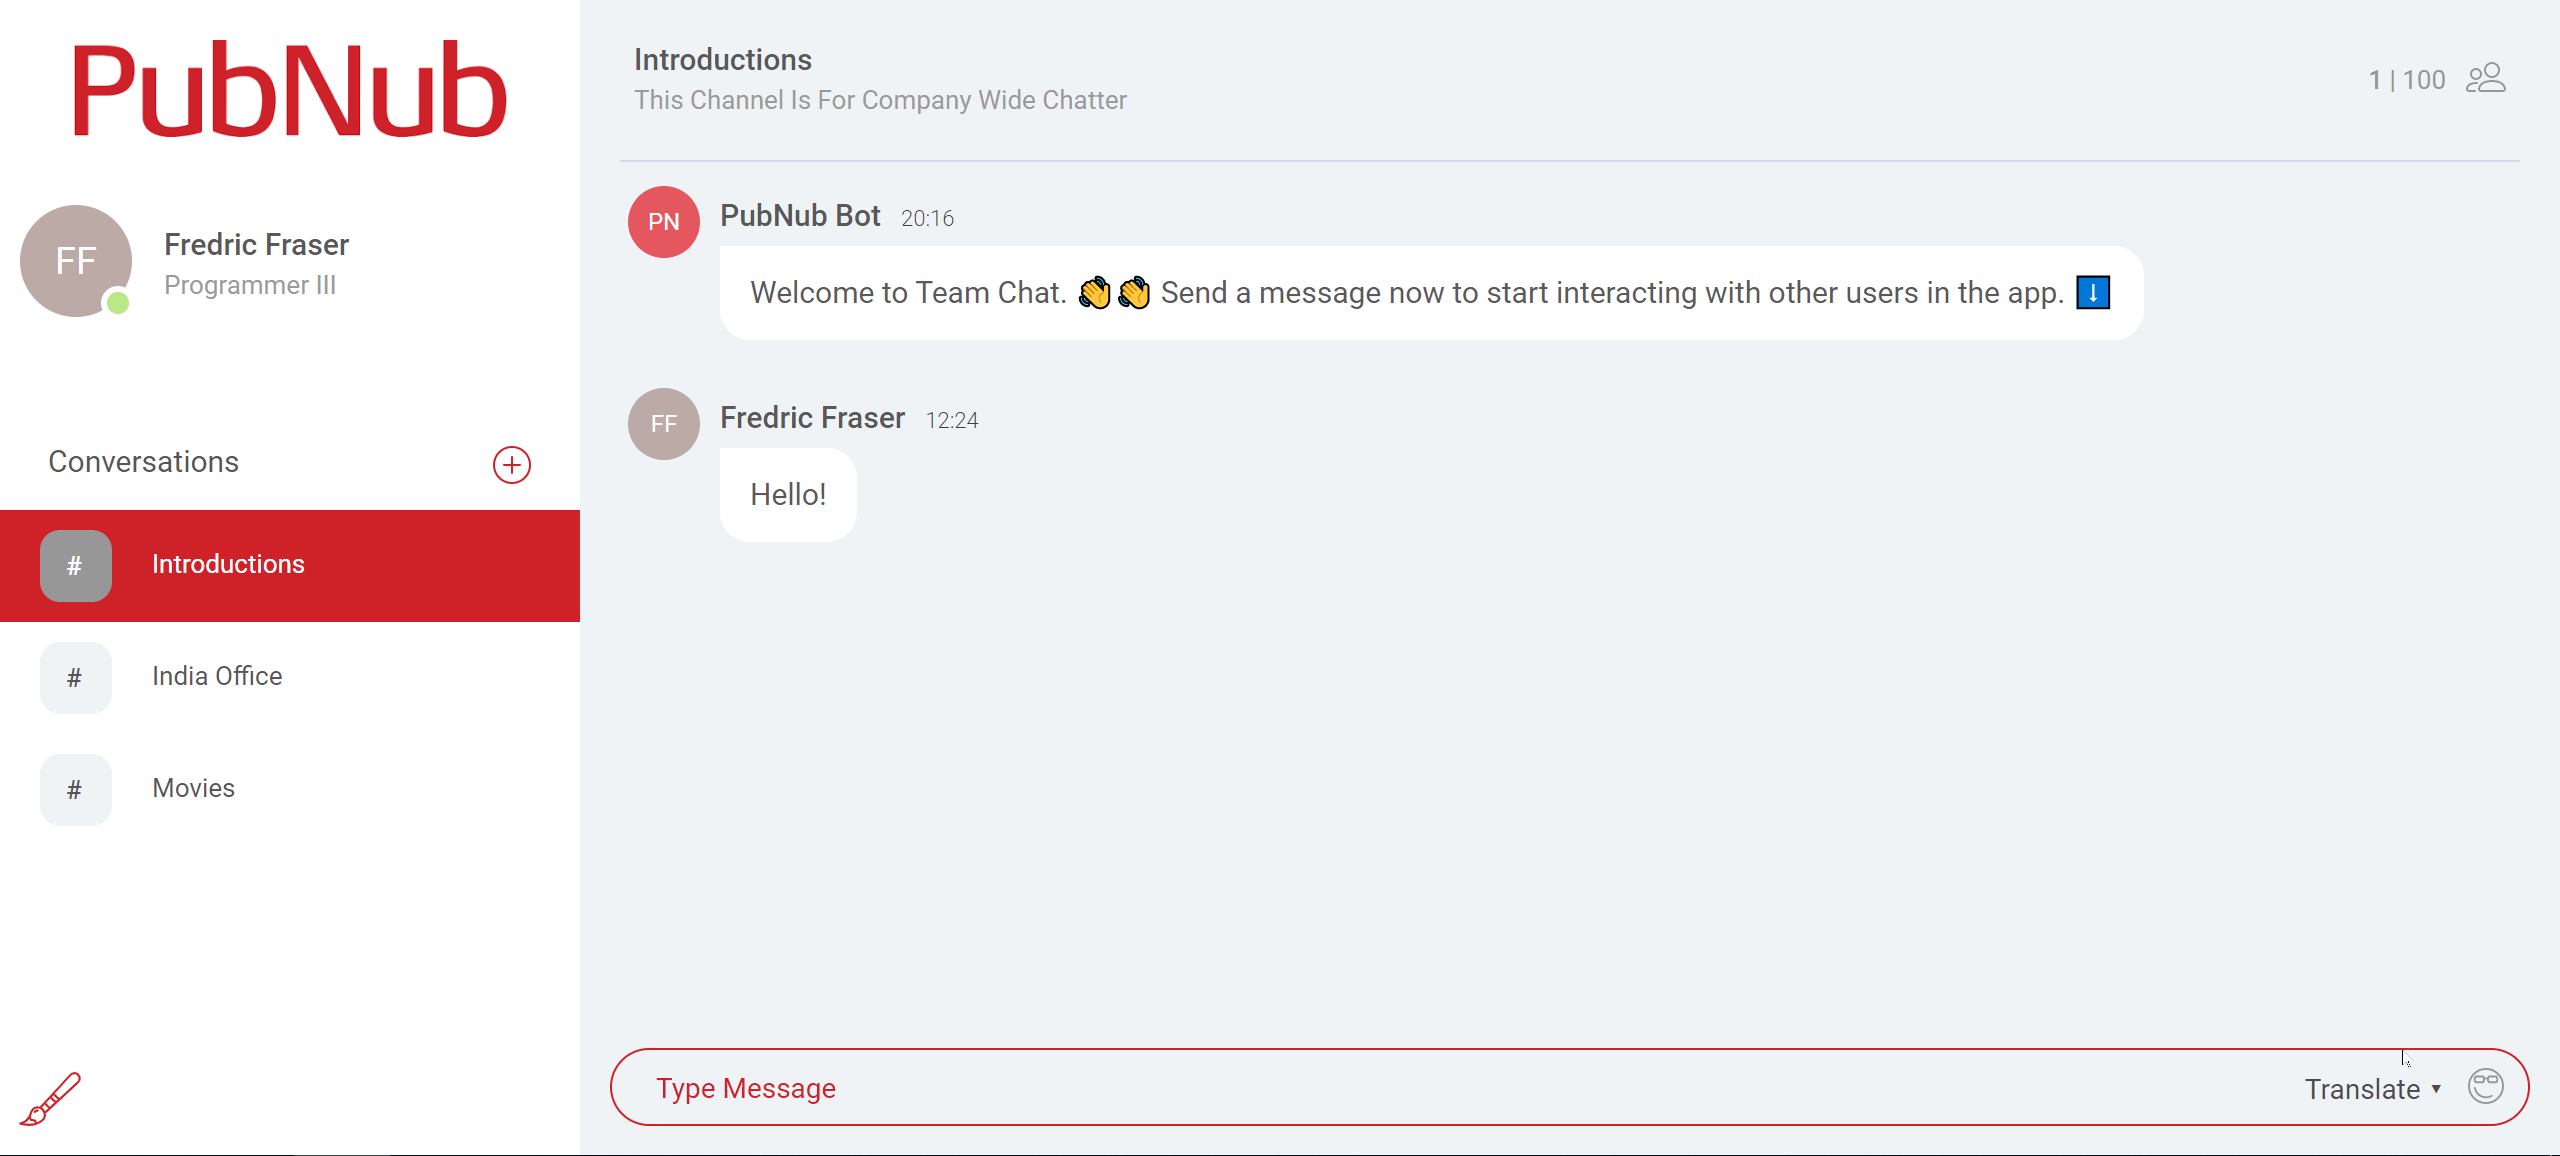 PubNub
FF
Fredric Fraser
Programmer III
Conversations
# Introductions
# India Office
# Movies
Introductions
This Channel Is For Company Wide Chatter
1 | 100
PN
PubNub Bot 20:16
Welcome to Team Chat. 👋👋 Send a message now to start interacting with other users in the app. ⬇️
FF
Fredric Fraser 12:24
Hello!
Type Message
Translate ▾